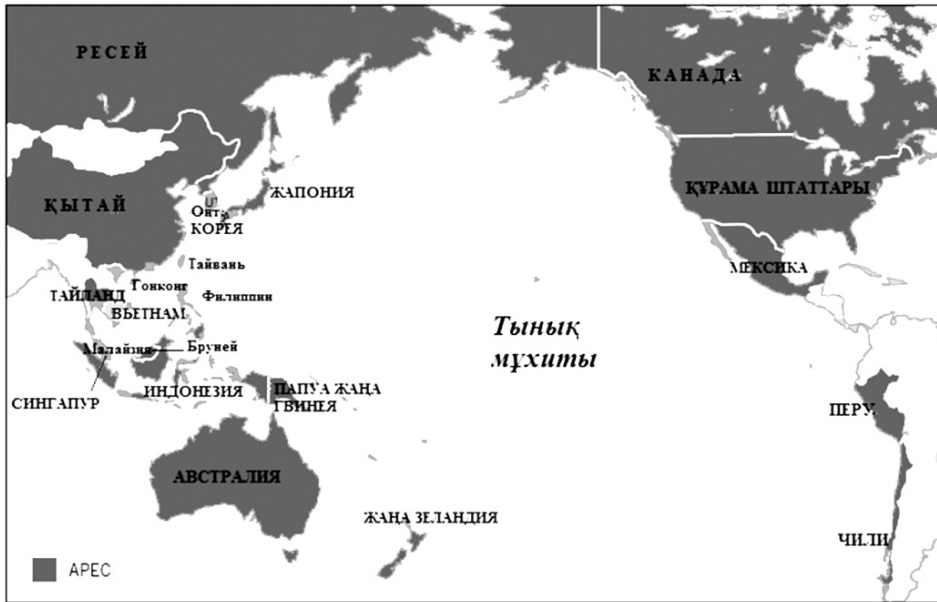 РЕСЕЙ
КАНАДА
ҚЫТАЙ
ЖАПОНИЯ
ҚҰРАМА ШТАТТАРЫ
Оңт.
КОРЕЯ
Тайвань
МЕКСИКА
Гонконг
ТАЙЛАНД
Филиппин
ВЬЕТНАМ
Тынық
мұхиты
Малайзия
Бруней
ИНДОНЕЗИЯ
ПАПУА ЖАҢА
ГВИНЕЯ
СИНГАПУР
ПЕРУ
АВСТРАЛИЯ
ЖАҢА ЗЕЛАНДИЯ
ЧИЛИ
APEC